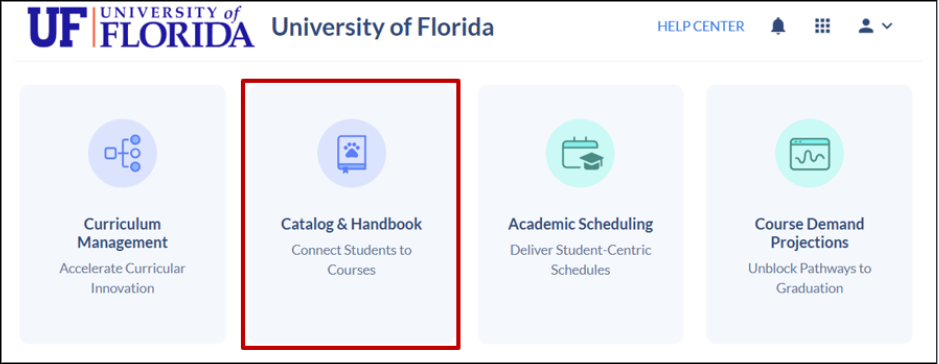 UF UNIVERSITY of
FLORIDA
University of Florida
HELP CENTER
Curriculum
Management
Accelerate Curricular
Innovation
Catalog & Handbook
Connect Students to
Courses
Academic Scheduling
Deliver Student-Centric
Schedules
Course Demand
Projections
Unblock Pathways to
Graduation